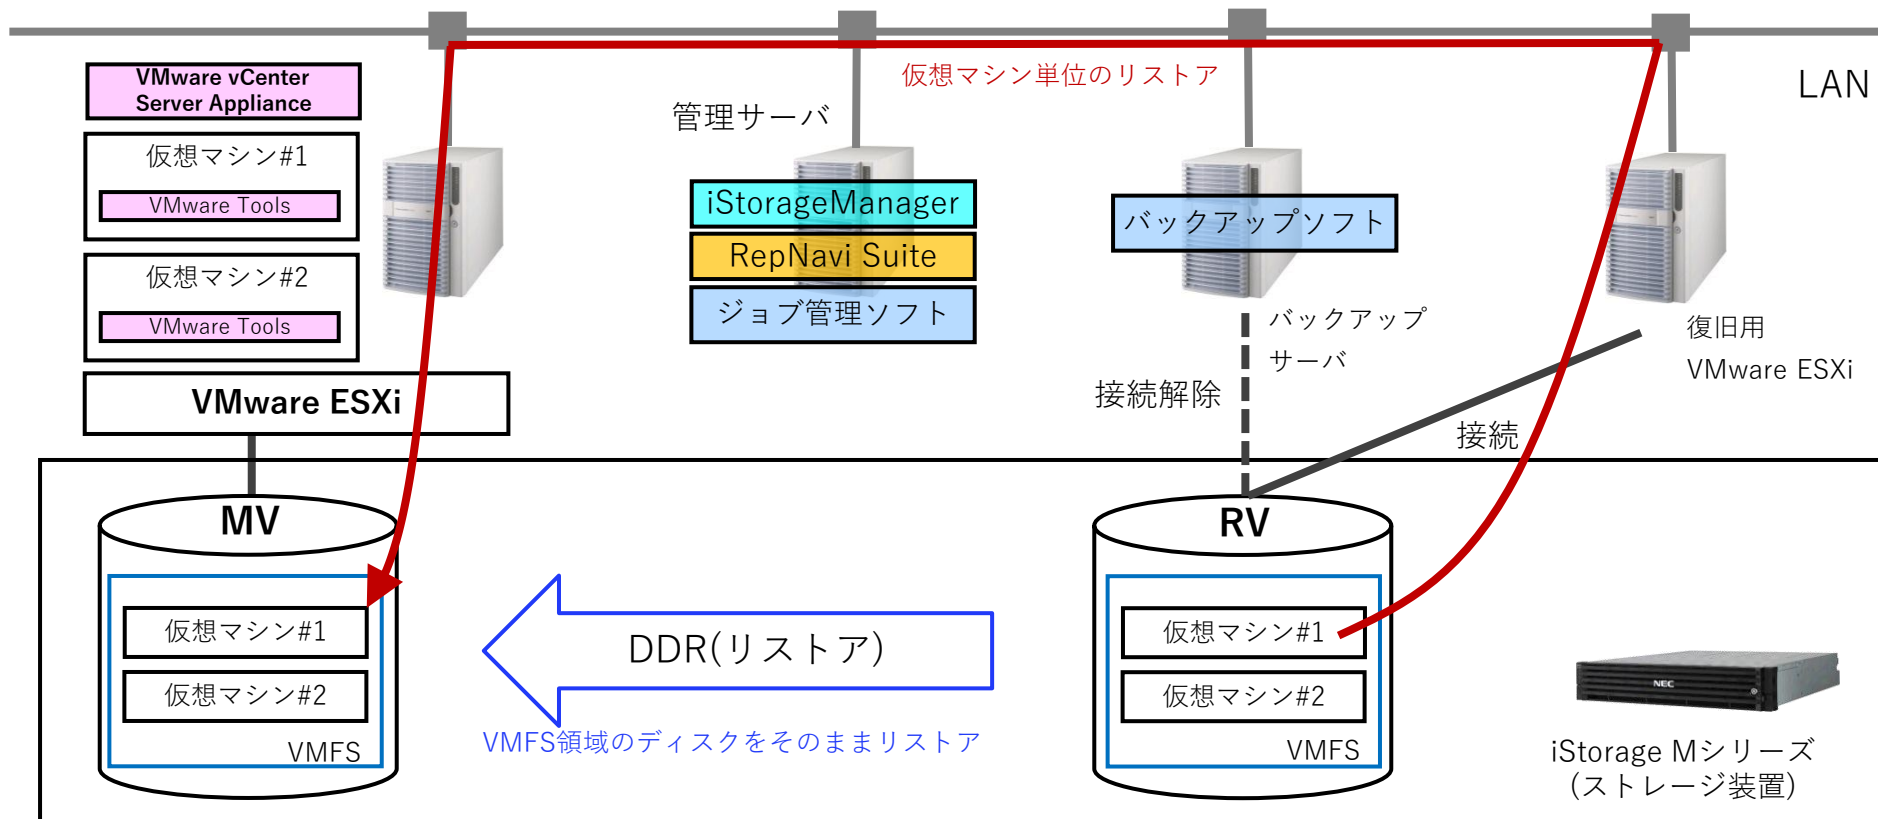 LAN
仮想マシン単位のリストア
VMware vCenter
Server Appliance
仮想マシン#1
VMware Tools
仮想マシン#2
VMware Tools
VMware ESXi
管理サーバ
iStorageManager
RepNavi Suite
ジョブ管理ソフト
バックアップソフト
バックアップ
サーバ
接続解除
復旧用
VMware ESXi
接続
MV
仮想マシン#1
仮想マシン#2
VMFS
DDR(リストア)
VMFS領域のディスクをそのままリストア
RV
仮想マシン#1
仮想マシン#2
VMFS
NEC
iStorage Mシリーズ
(ストレージ装置)